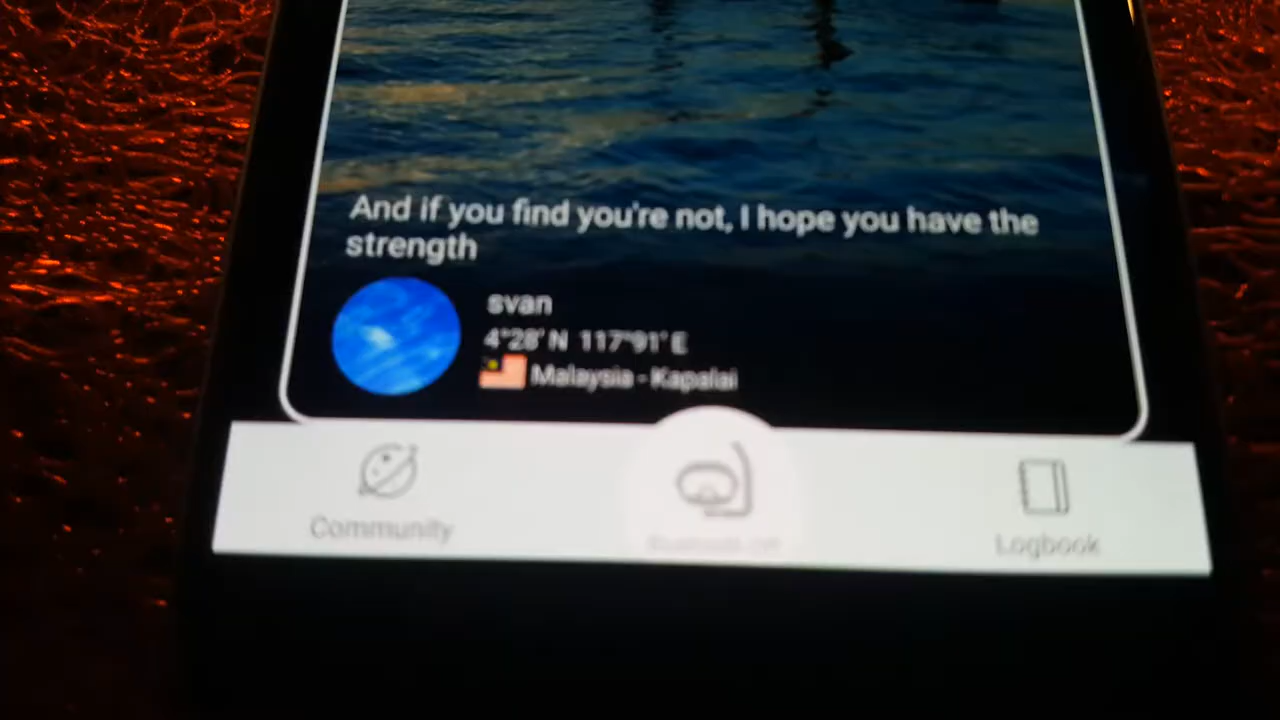 And if you find you're not, I hope you have the
strength
svan
4°28' N 117°91' E
Malaysia - Kapalai
Community
Logbook